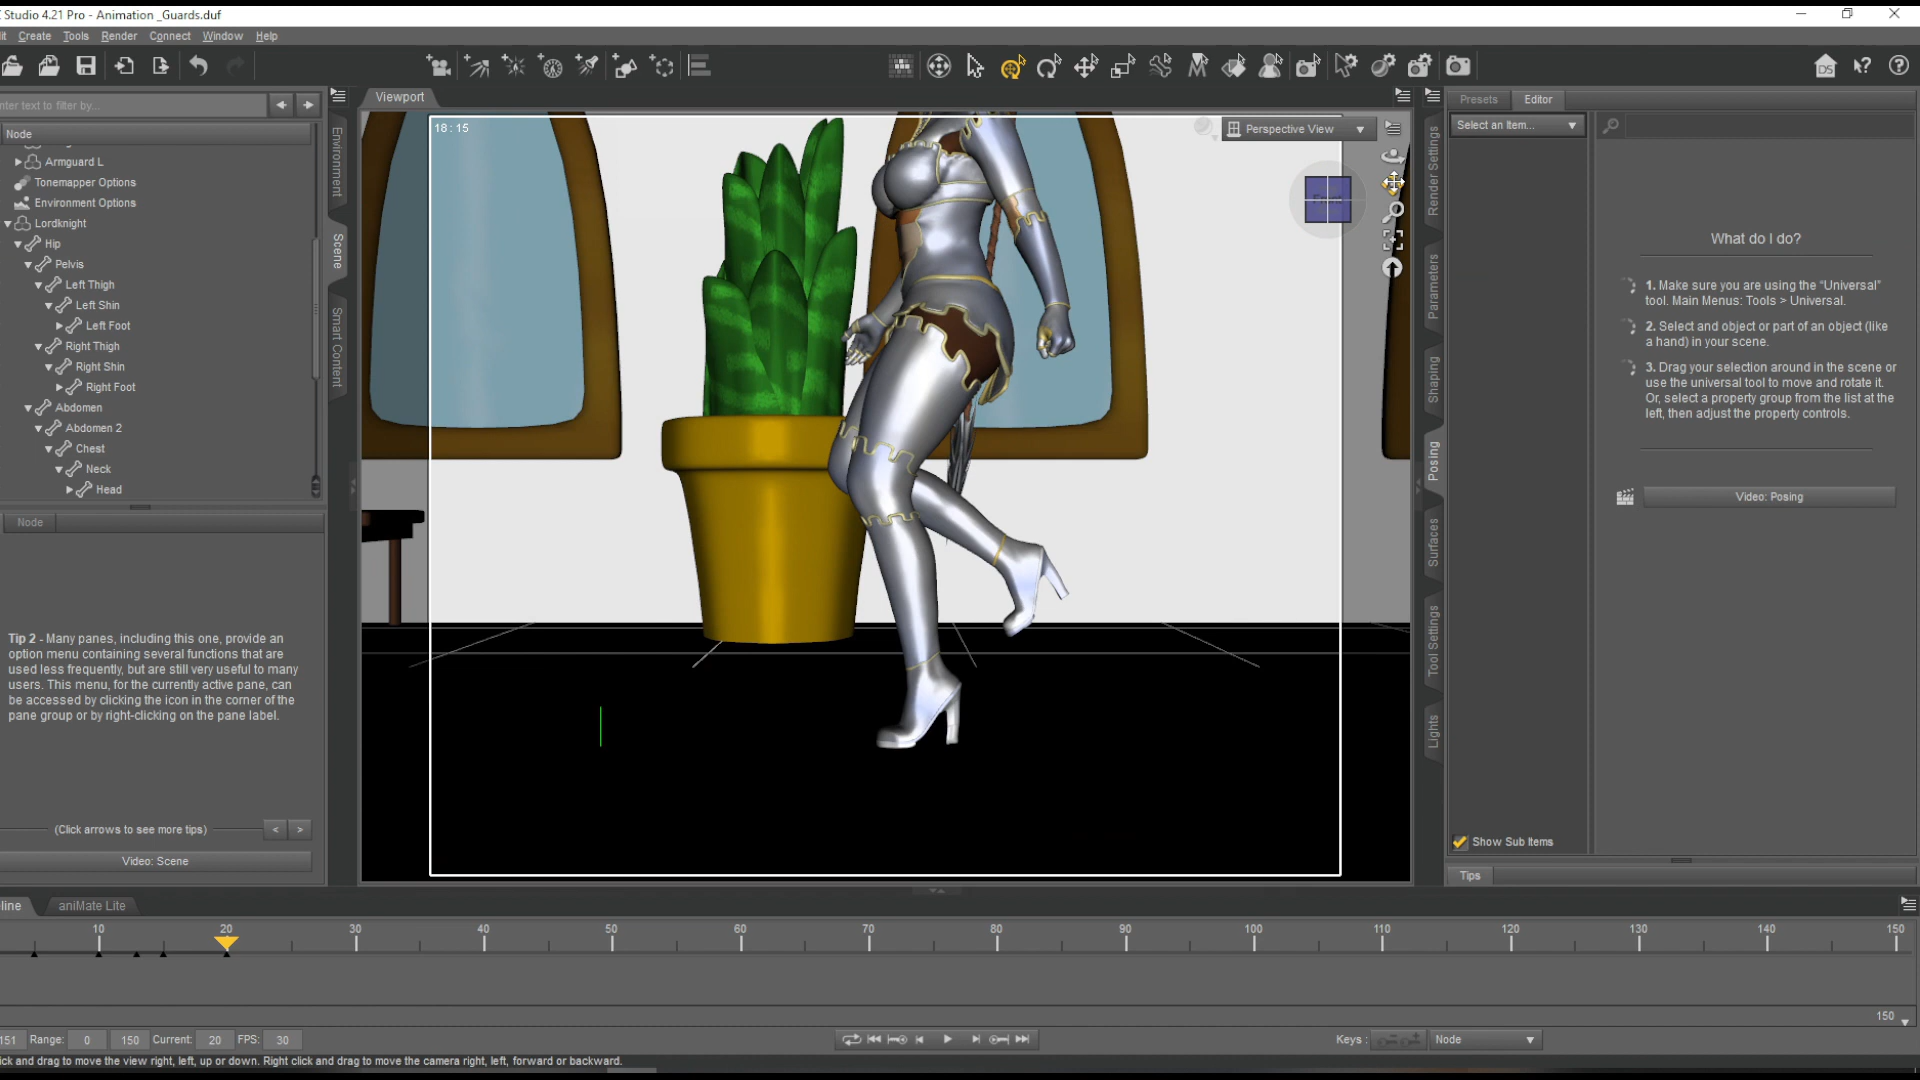 Studio 4.21 Pro - Animation _Guards.duf
it Create Tools Render Connect Window Help
nter text to filter by...
Node
Armguard L
Tonemapper Options
Environment Options
Lordknight
Hip
Pelvis
Left Thigh
Left Shin
Left Foot
Right Thigh
Right Shin
Right Foot
Abdomen
Abdomen 2
Chest
Neck
Head
Node
Tip 2 - Many panes, including this one, provide an
option menu containing several functions that are
used less frequently, but are still very useful to many
users. This menu, for the currently active pane, can
be accessed by clicking the icon in the corner of the
pane group or by right-clicking on the pane label.
(Click arrows to see more tips) < >
Video: Scene
Environment
Scene
Smart Content
Viewport
18 : 15
Perspective View
DS
Render Settings
Parameters
Shaping
Posing
Surfaces
Tool Settings
Lights
Presets Editor
Select an Item...
What do I do?
1. Make sure you are using the "Universal"
tool. Main Menus: Tools > Universal.
2. Select and object or part of an object (like
a hand) in your scene.
3. Drag your selection around in the scene or
use the universal tool to move and rotate it.
Or, select a property group from the list at the
left, then adjust the property controls.
Video: Posing
Show Sub Items
Tips
line aniMate Lite
10 20 30 40 50 60 70 80 90 100 110 120 130 140 150
150
151 Range: 0 150 Current: 20 FPS: 30
Keys : Node
ick and drag to move the view right, left, up or down. Right click and drag to move the camera right, left, forward or backward.